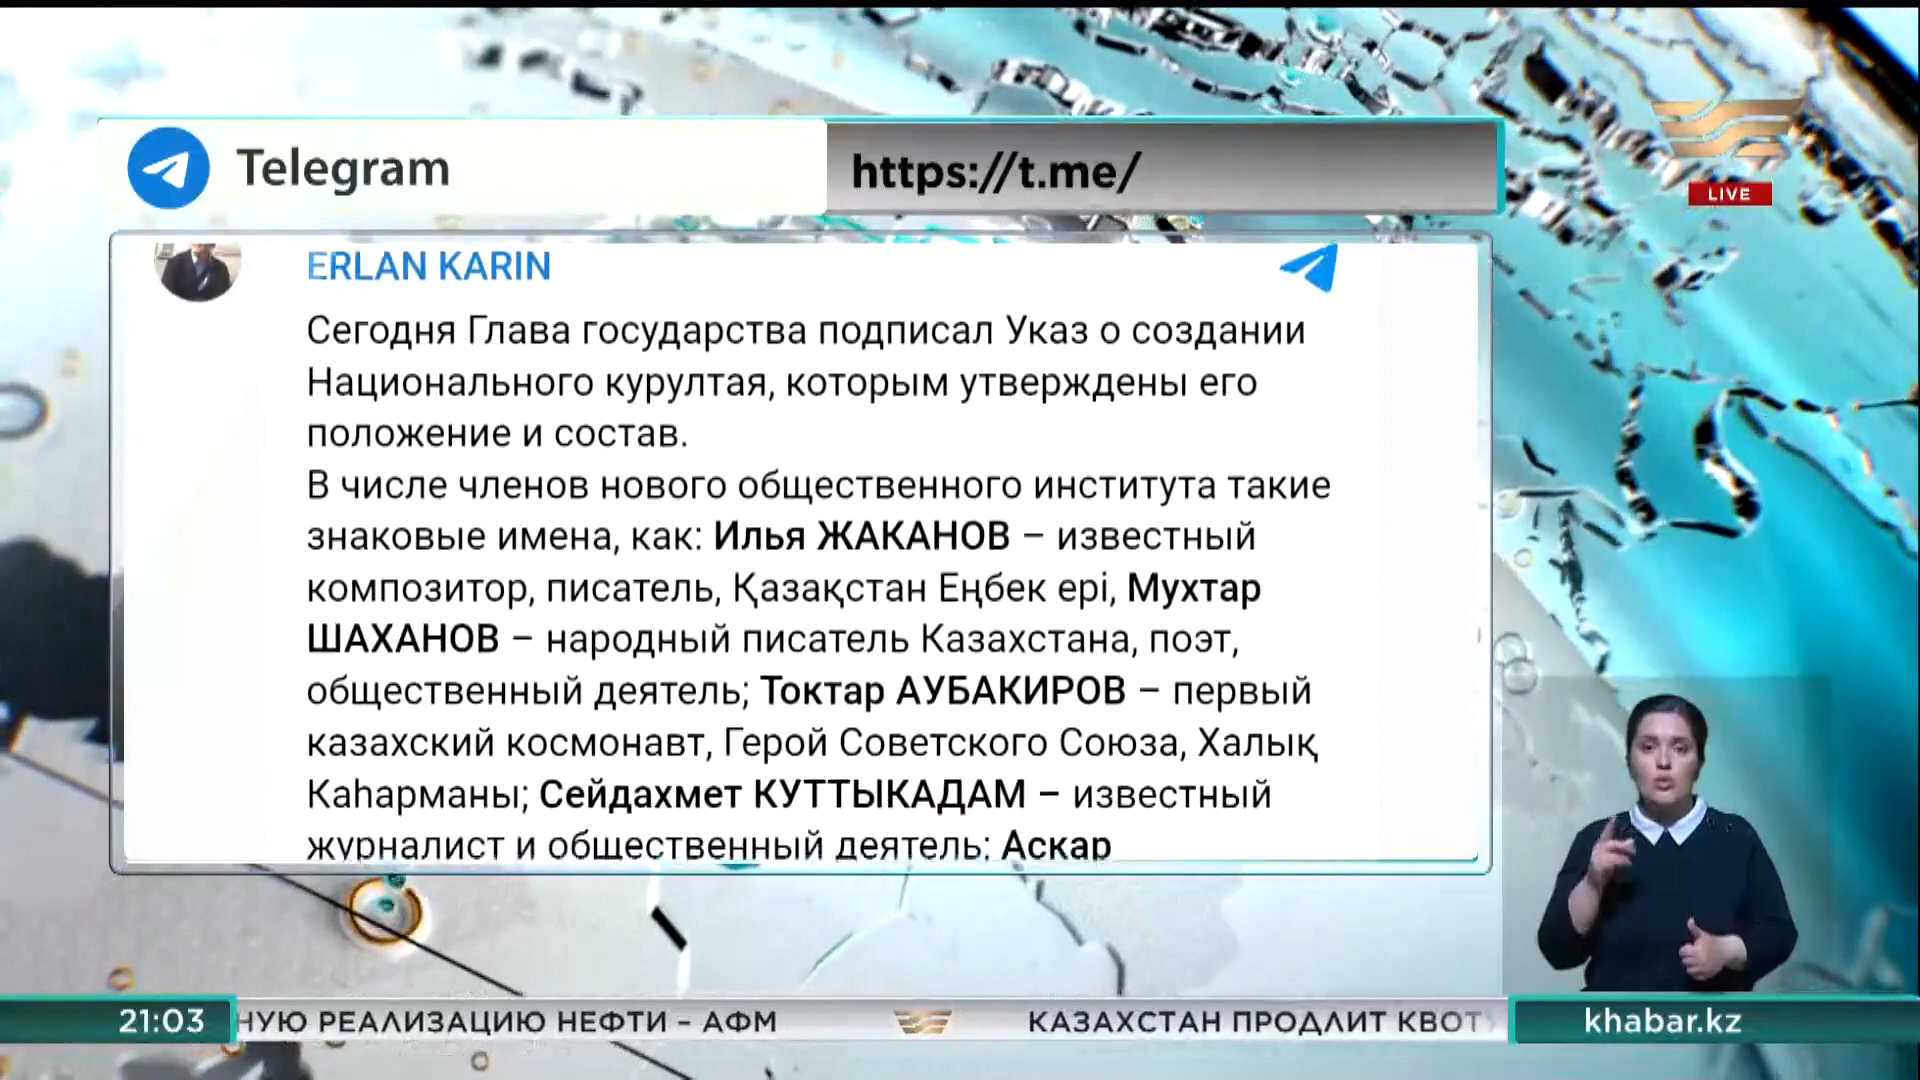 Telegram
https://t.me/
LIVE
ERLAN KARIN
Сегодня Глава государства подписал Указ о создании
Национального курултая, которым утверждены его
положение и состав.
В числе членов нового общественного института такие
знаковые имена, как: Илья ЖАКАНОВ – известный
композитор, писатель, Қазақстан Еңбек ері, Мухтар
ШАХАНОВ – народный писатель Казахстана, поэт,
общественный деятель; Токтар АУБАКИРОВ – первый
казахский космонавт, Герой Советского Союза, Халық
Каһарманы; Сейдахмет КУТТЫКАДАМ – известный
журналист и общественный деятель; Аскар
21:03
НУЮ РЕАЛИЗАЦИЮ НЕФТИ – АФМ
КАЗАХСТАН ПРОДЛИТ КВОТ
khabar.kz